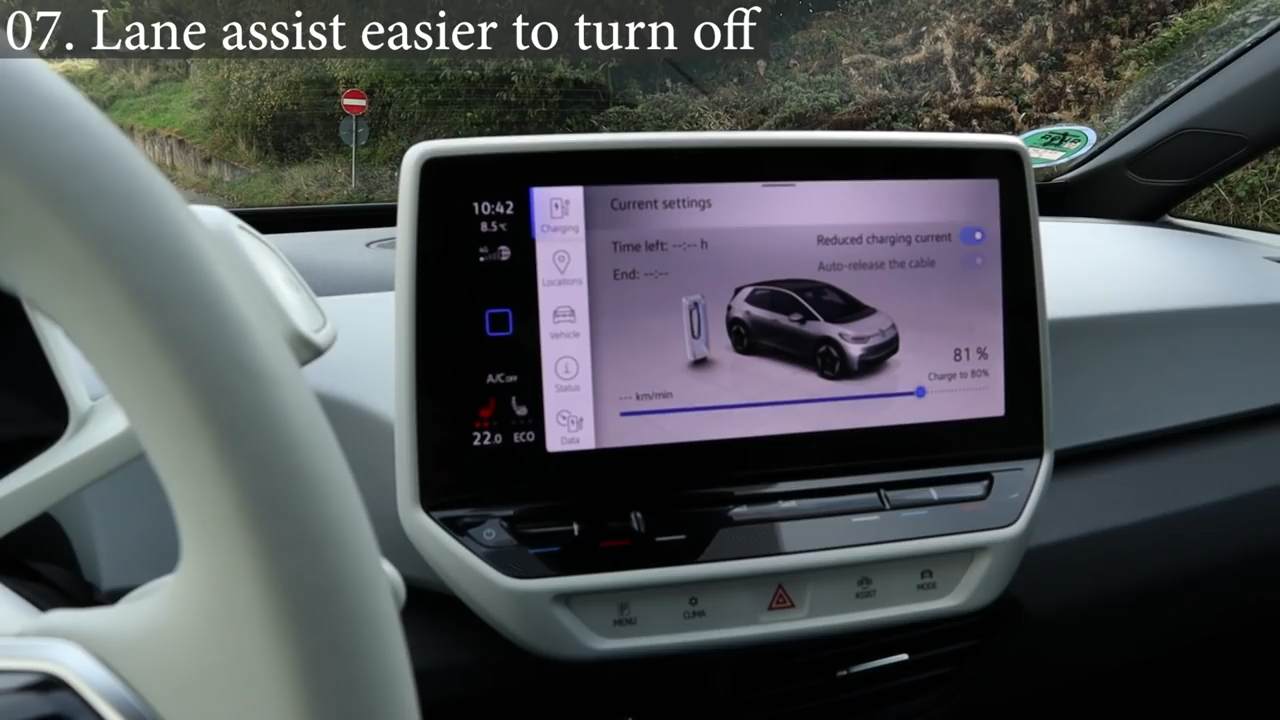 07. Lane assist easier to turn off
10:42
8.5°C
A/C OFF
22.0 ECO
Charging
Locations
Vehicle
Status
Data
Current settings
Time left: --:-- h
End: --:--
Reduced charging current
Auto-release the cable
81 %
Charge to 80%
--- km/min
MENU
CLIMA
ASSIST
MODE